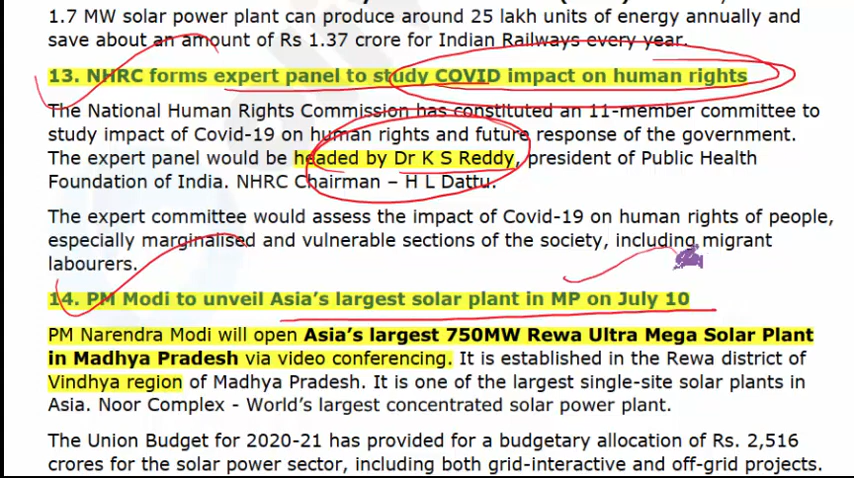 1.7 MW solar power plant can produce around 25 lakh units of energy annually and
save about an amount of Rs 1.37 crore for Indian Railways every year.
13. NHRC forms expert panel to study COVID impact on human rights
The National Human Rights Commission has constituted an 11-member committee to
study impact of Covid-19 on human rights and future response of the government.
The expert panel would be headed by Dr K S Reddy, president of Public Health
Foundation of India. NHRC Chairman – H L Dattu.
The expert committee would assess the impact of Covid-19 on human rights of people,
especially marginalised and vulnerable sections of the society, including migrant
labourers.
14. PM Modi to unveil Asia's largest solar plant in MP on July 10
PM Narendra Modi will open Asia's largest 750MW Rewa Ultra Mega Solar Plant
in Madhya Pradesh via video conferencing. It is established in the Rewa district of
Vindhya region of Madhya Pradesh. It is one of the largest single-site solar plants in
Asia. Noor Complex - World's largest concentrated solar power plant.
The Union Budget for 2020-21 has provided for a budgetary allocation of Rs. 2,516
crores for the solar power sector, including both grid-interactive and off-grid projects.